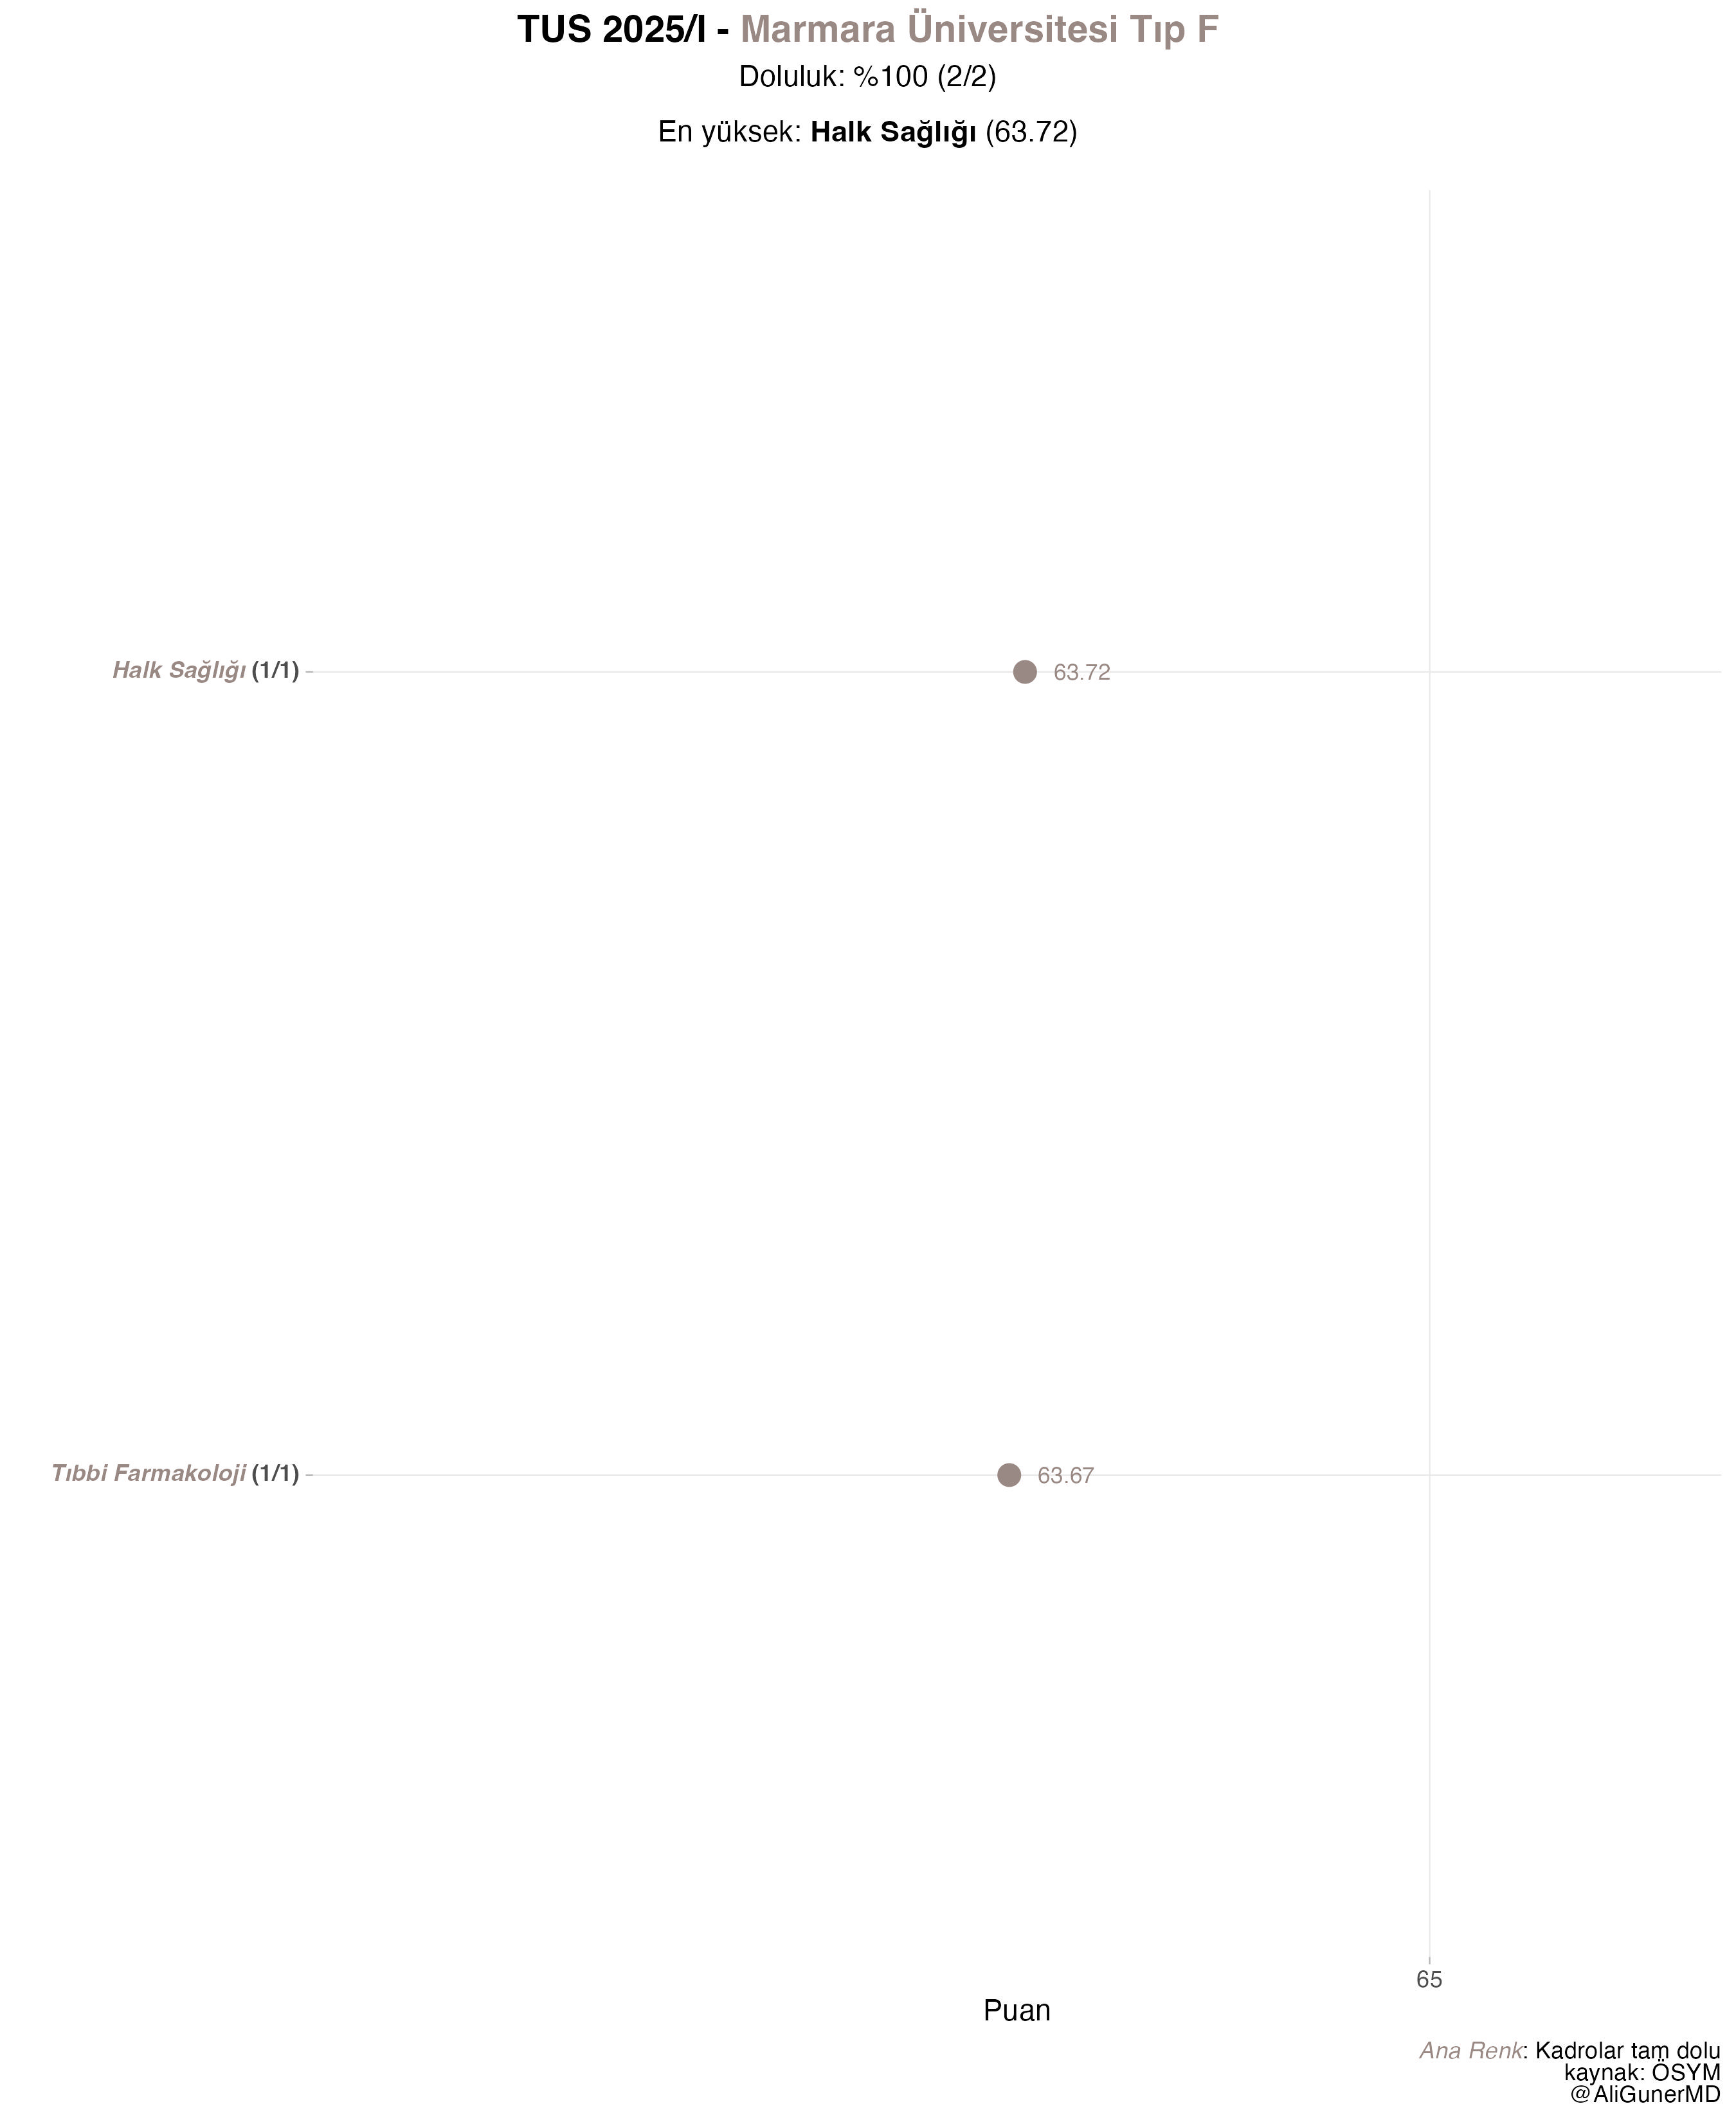 TUS 2025/I - Marmara Üniversitesi Tıp F
Doluluk: %100 (2/2)
En yüksek: Halk Sağlığı (63.72)
Halk Sağlığı (1/1)
63.72
Tıbbi Farmakoloji (1/1)
63.67
65
Puan
Ana Renk: Kadrolar tam dolu
kaynak: ÖSYM
@AliGunerMD